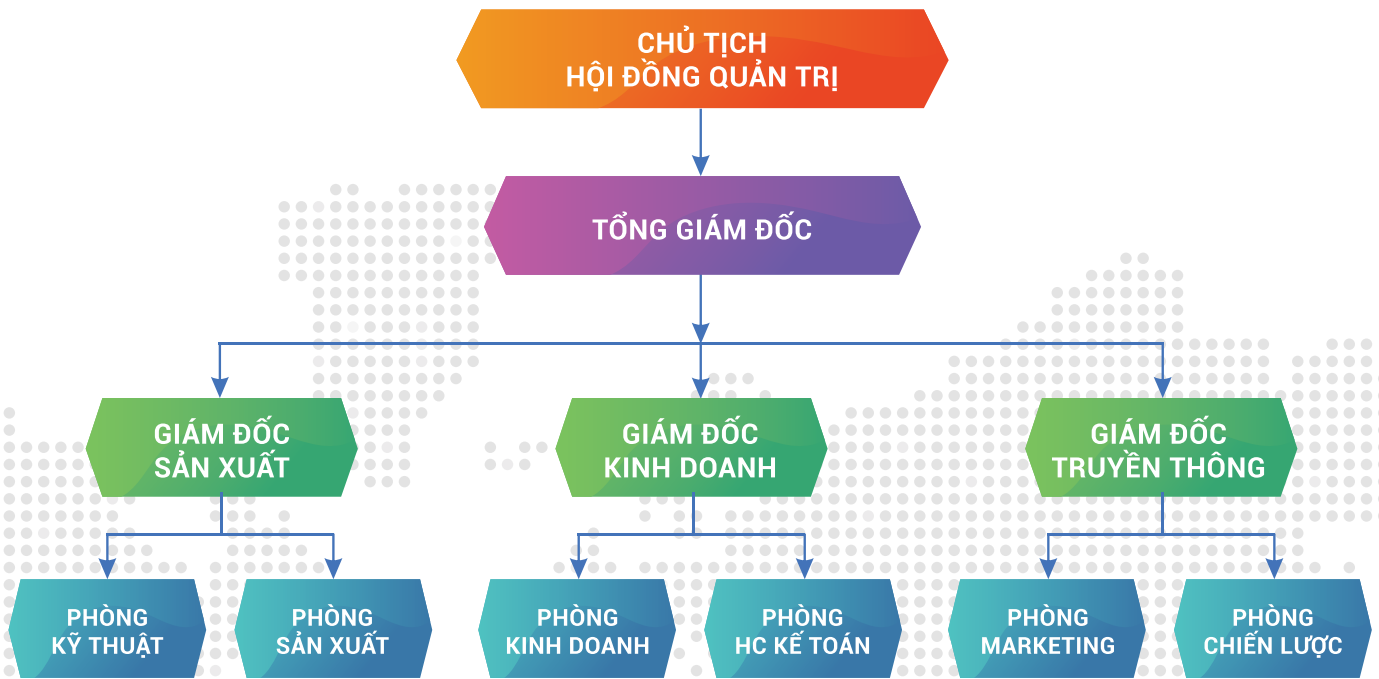 CHỦ TỊCH
HỘI ĐỒNG QUẢN TRỊ
TỔNG GIÁM ĐỐC
GIÁM ĐỐC
SẢN XUẤT
GIÁM ĐỐC
KINH DOANH
GIÁM ĐỐC
TRUYỀN THÔNG
PHÒNG
KỸ THUẬT
PHÒNG
SẢN XUẤT
PHÒNG
KINH DOANH
PHÒNG
HC KẾ TOÁN
PHÒNG
MARKETING
PHÒNG
CHIẾN LƯỢC